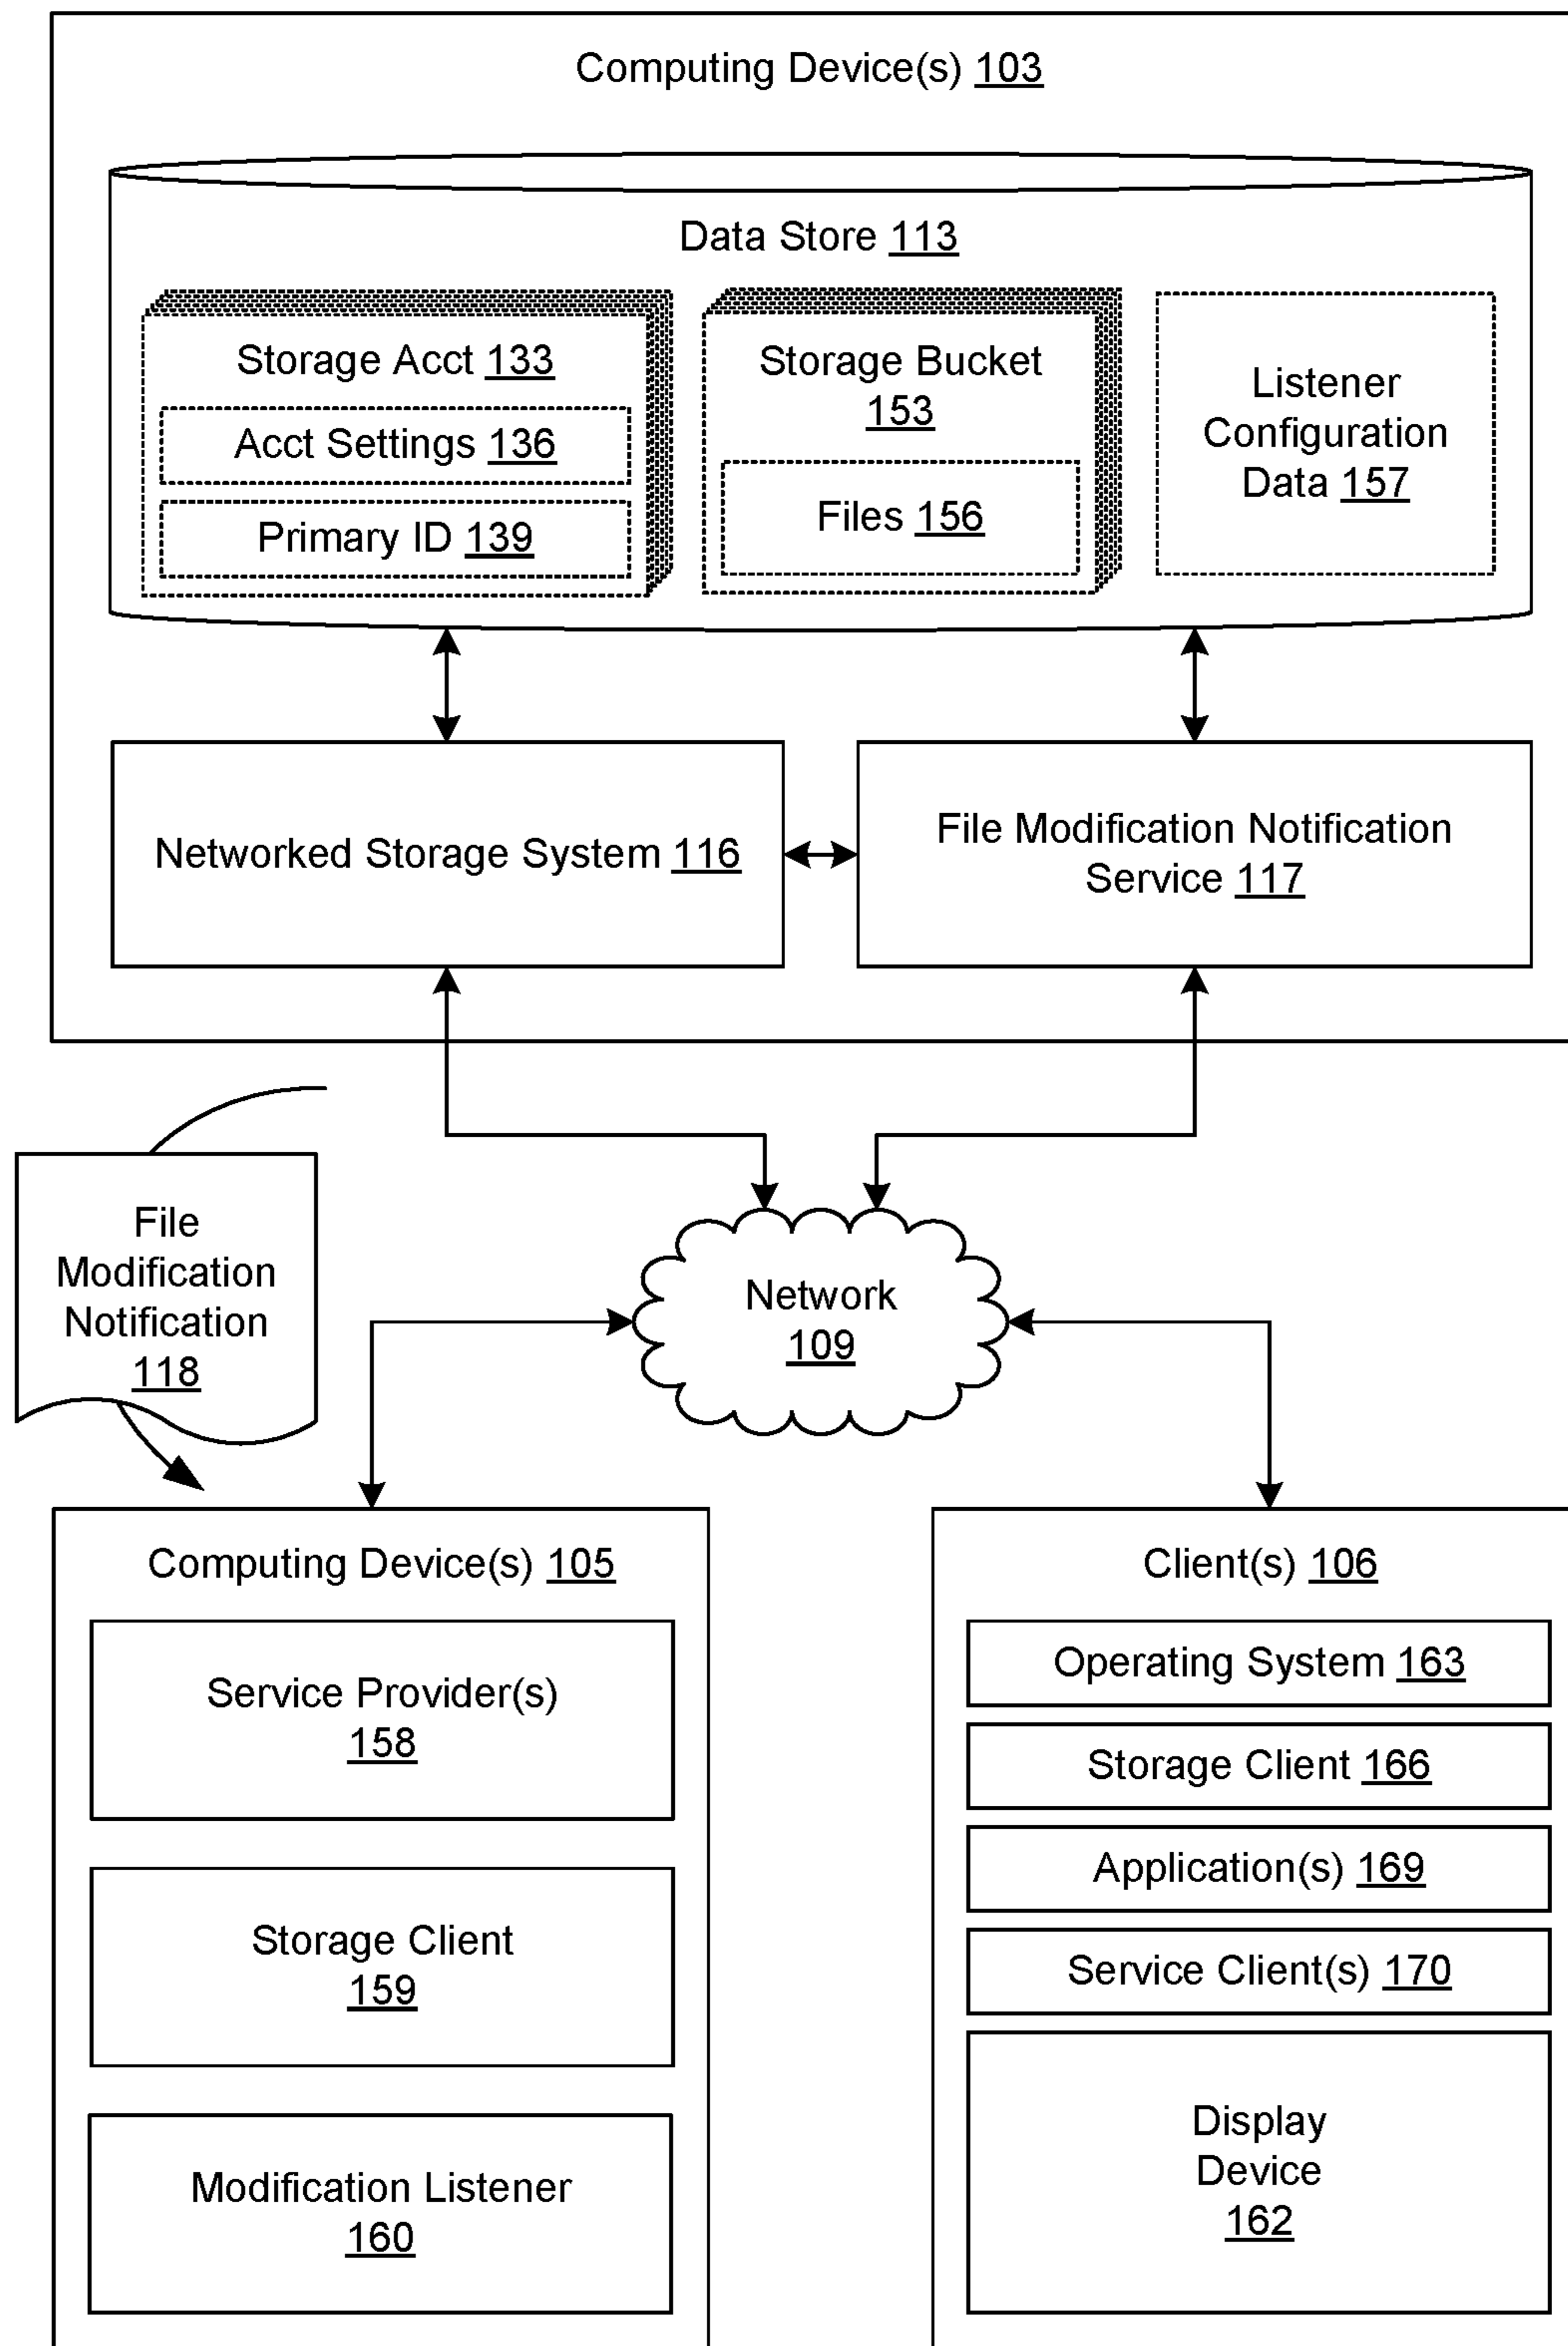 Computing Device(s) 103
Data Store 113
Storage Acct 133
Acct Settings 136
Primary ID 139
Storage Bucket
153
Files 156
Listener
Configuration
Data 157
Networked Storage System 116
File Modification Notification
Service 117
File
Modification
Notification
118
Network
109
Computing Device(s) 105
Service Provider(s)
158
Storage Client
159
Modification Listener
160
Client(s) 106
Operating System 163
Storage Client 166
Application(s) 169
Service Client(s) 170
Display
Device
162